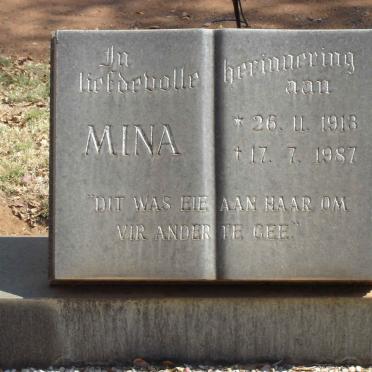 In liefdevolle herinnering aan
MINA
* 26. 11. 1913
† 17. 7. 1987
"DIT WAS EIE AAN HAAR OM
VIR ANDER TE GEE."